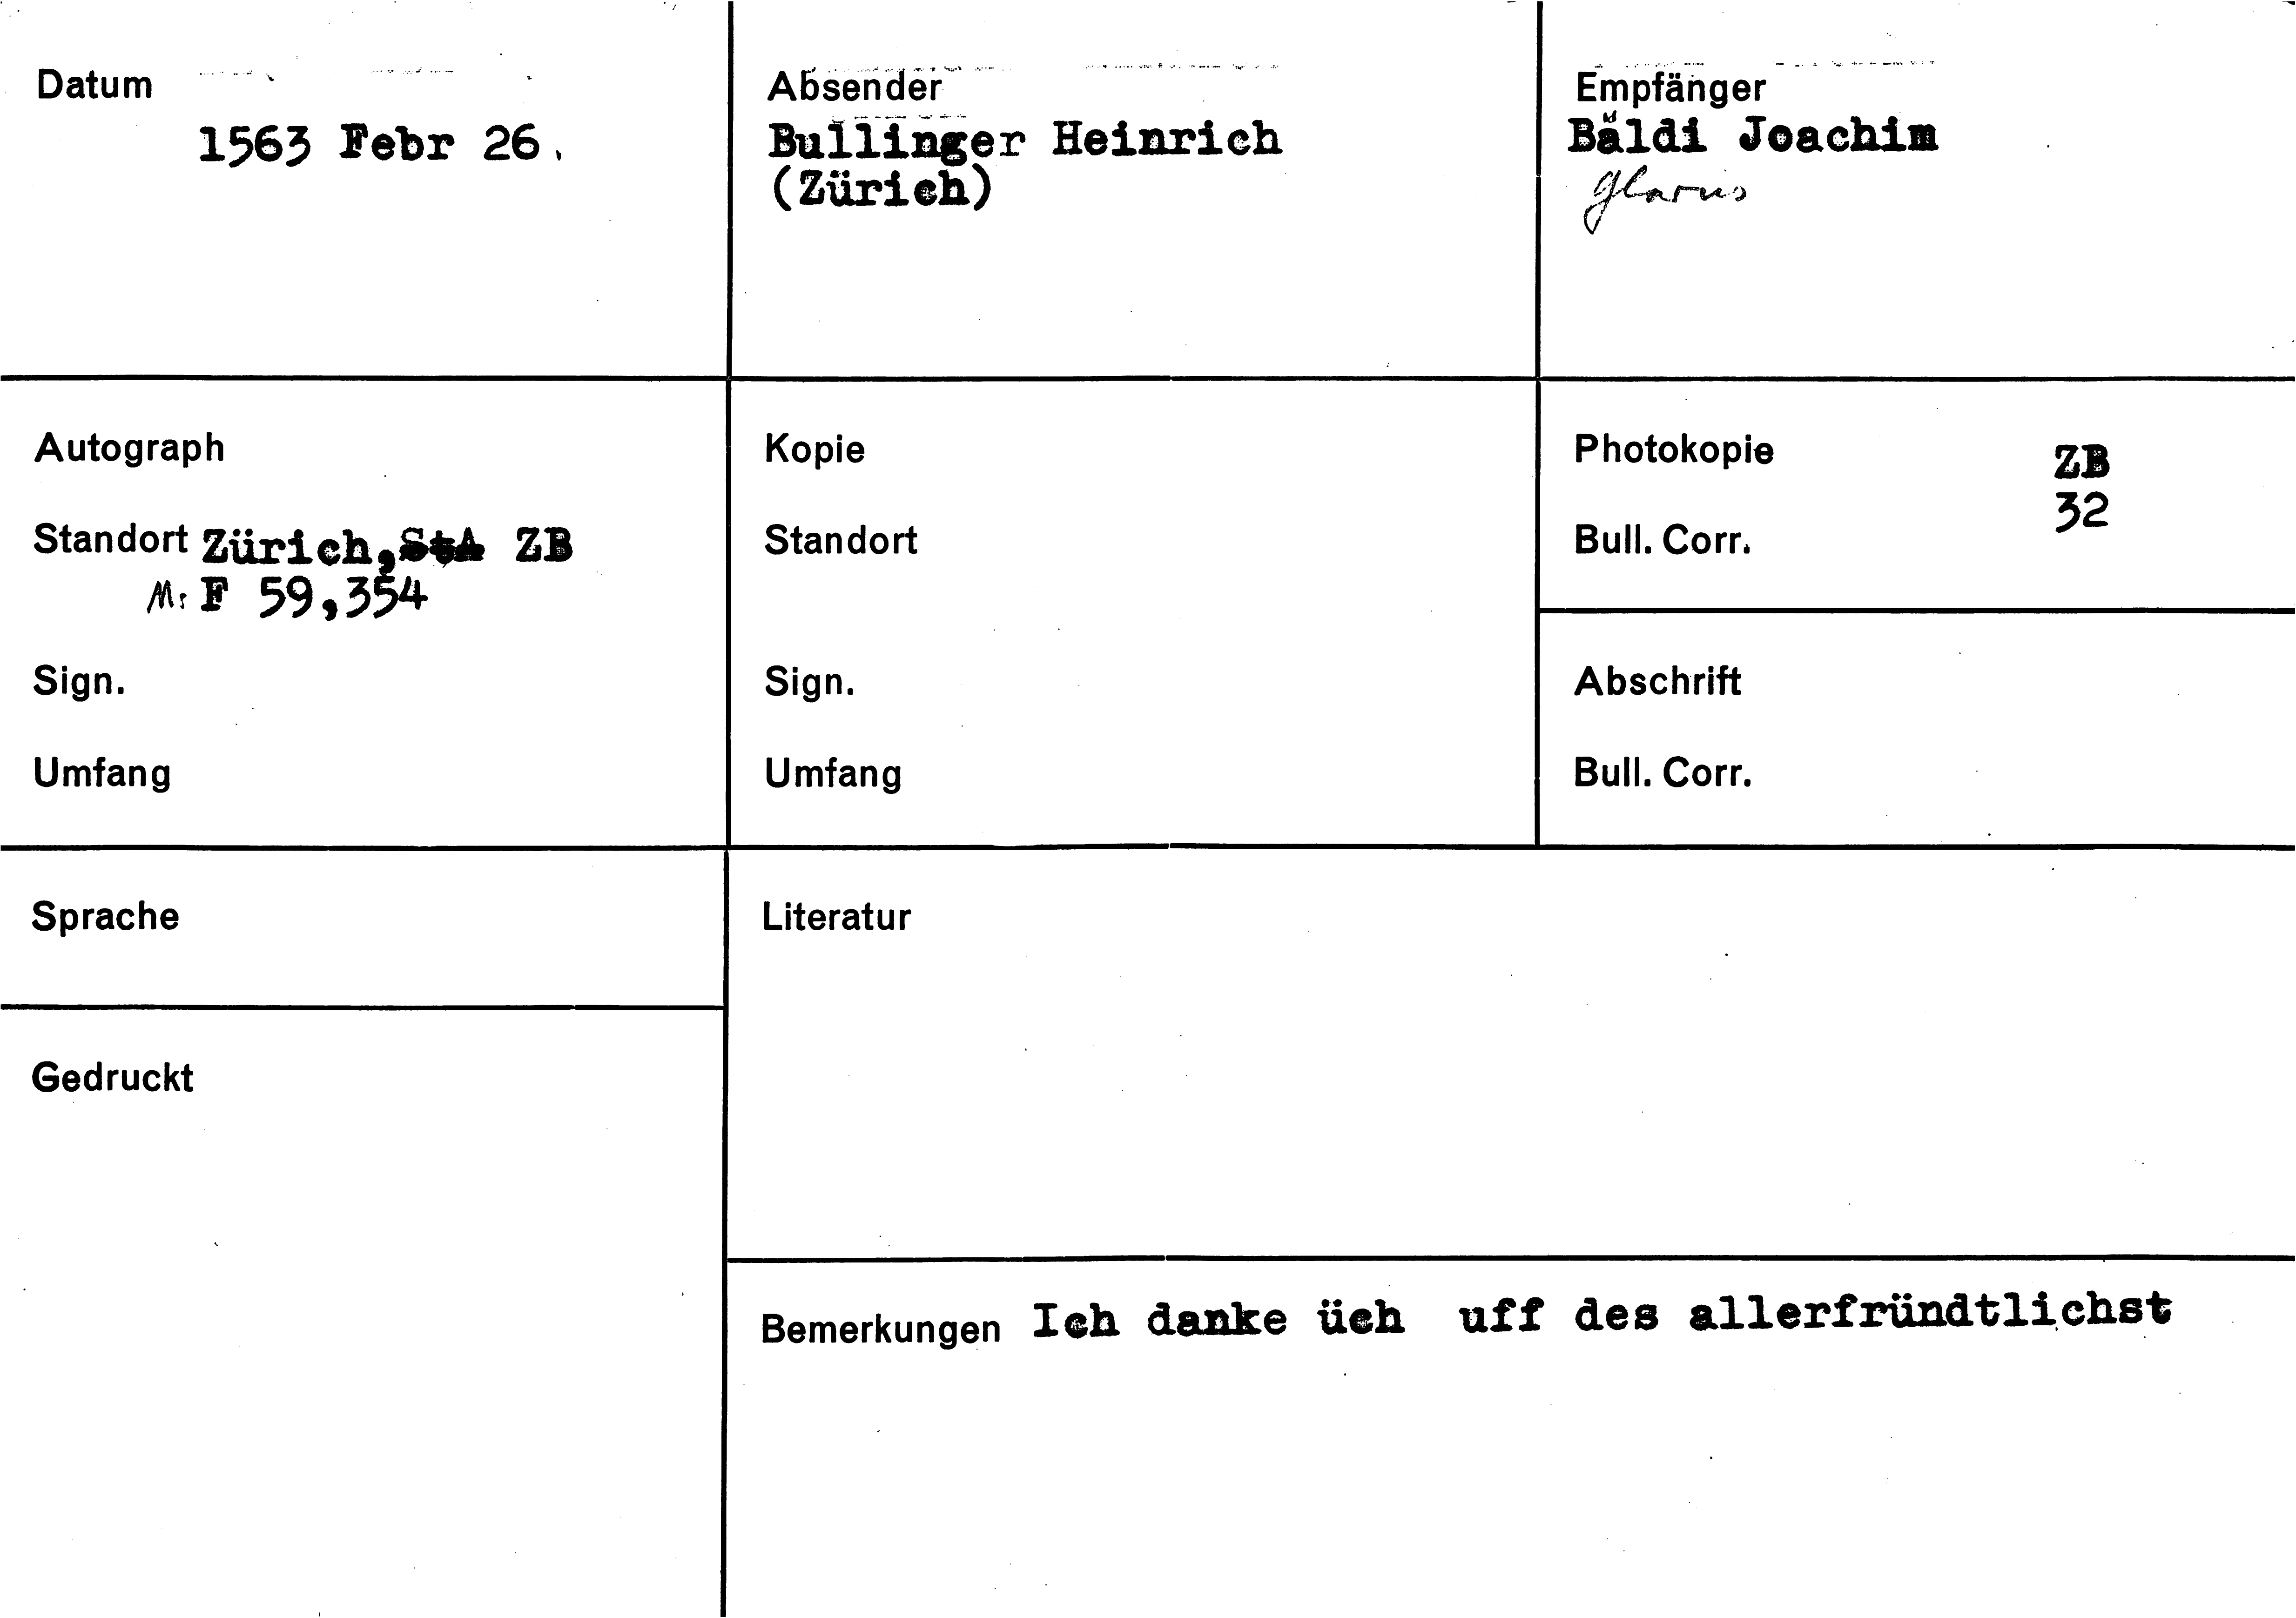 Datum
1563 Febr 26.
Absender
Bullinger Heinrich
(Zürich)
Empfänger
Bäldi Joachim
Glarus
Autograph
Standort Zürich, StA ZB
Ms F 59,354
Sign.
Umfang
Kopie
Standort
Sign.
Umfang
Photokopie ZB
32
Bull. Corr.
Abschrift
Bull. Corr.
Sprache
Literatur
Gedruckt
Bemerkungen Ich danke üch uff des allerfründtlichst